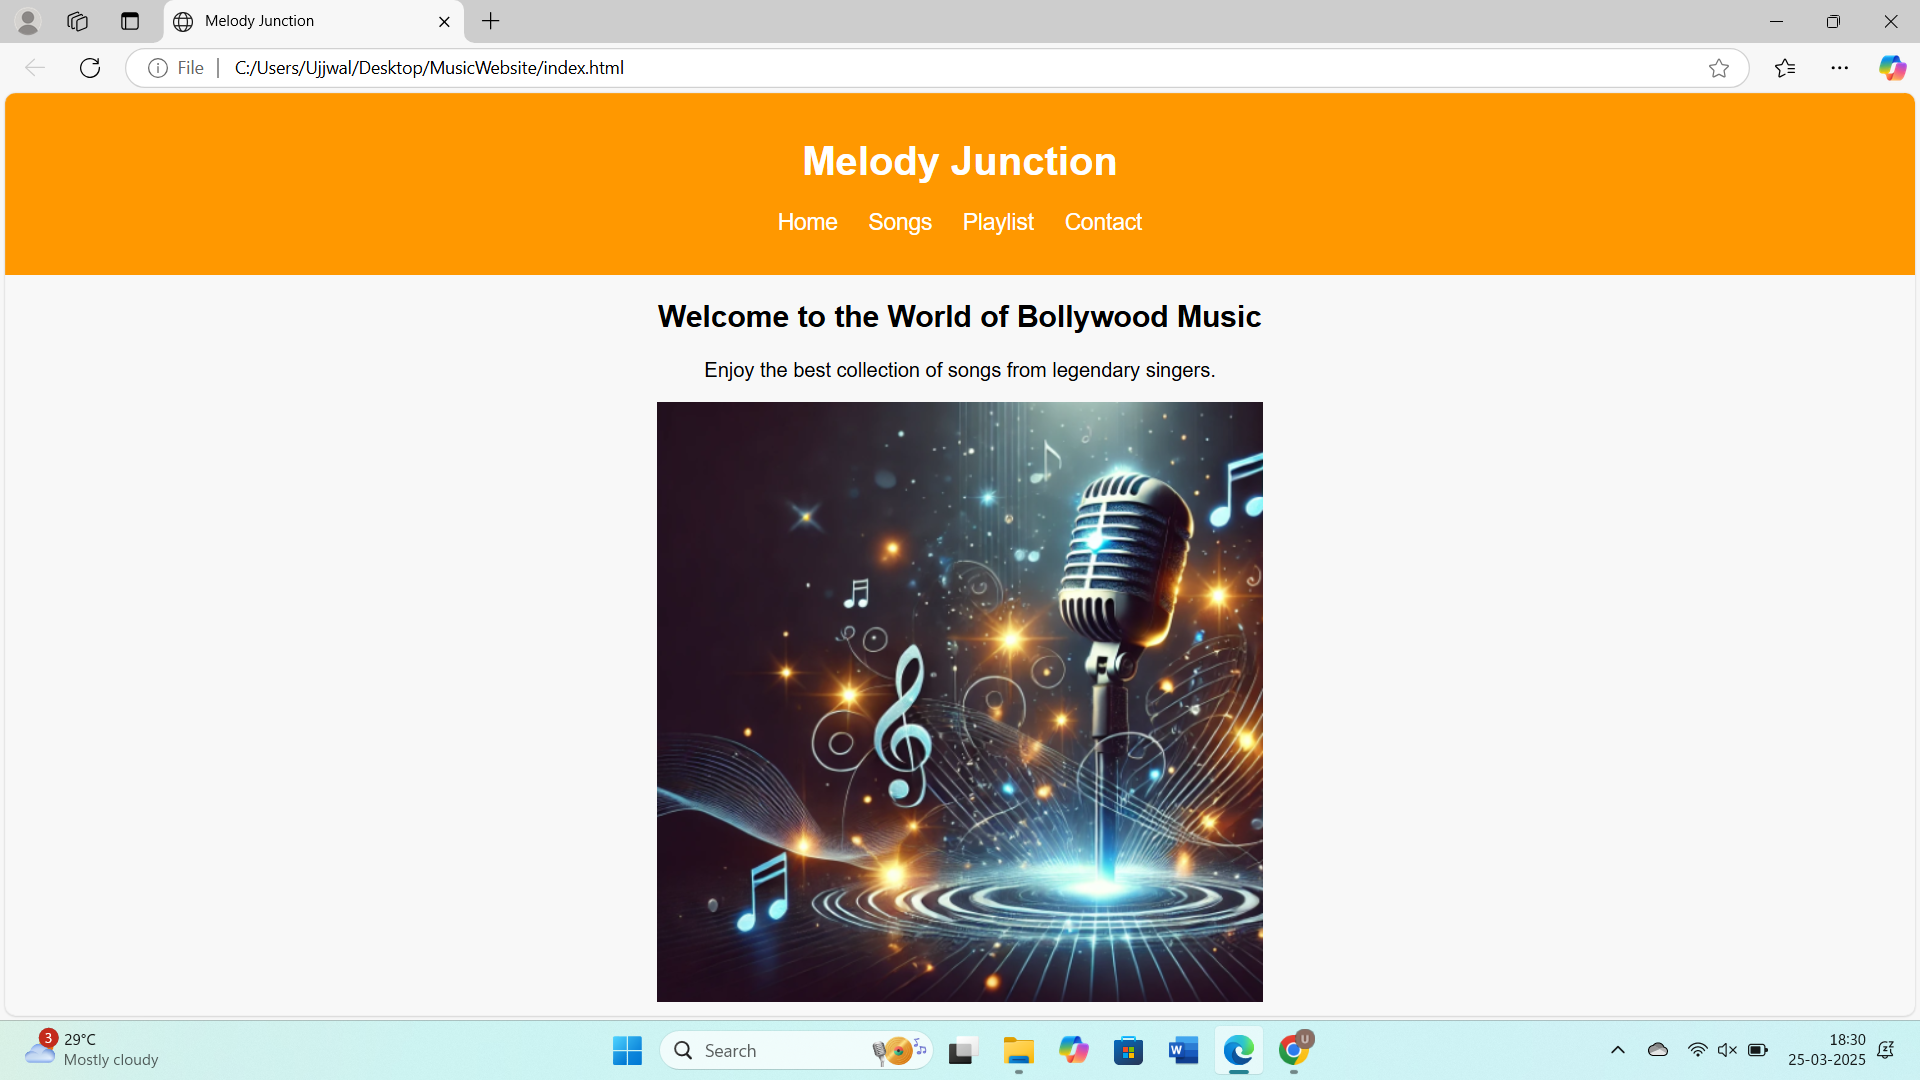 Melody Junction
File
C:/Users/Ujjwal/Desktop/MusicWebsite/index.html
Melody Junction
Home Songs Playlist Contact
Welcome to the World of Bollywood Music
Enjoy the best collection of songs from legendary singers.
3
29°C
Mostly cloudy
Search
W
U
18:30
25-03-2025